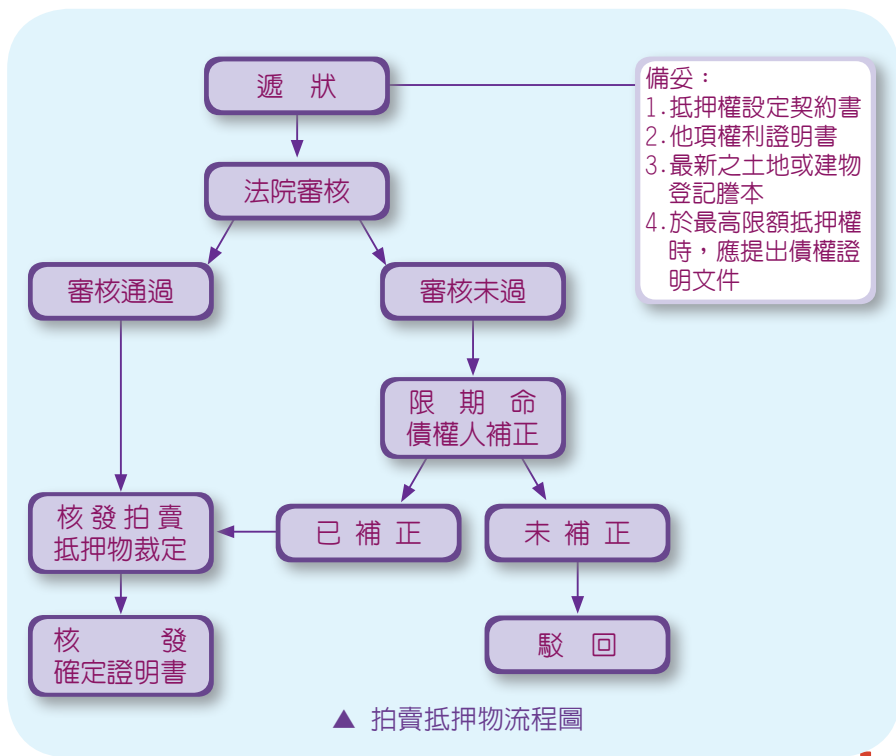 遞狀
備妥：
1.抵押權設定契約書
2.他項權利證明書
3.最新之土地或建物
登記謄本
4.於最高限額抵押權
時，應提出債權證
明文件
法院審核
審核通過
審核未過
限期命
債權人補正
核發拍賣
抵押物裁定
已補正
未補正
核發
確定證明書
駁回
▲ 拍賣抵押物流程圖